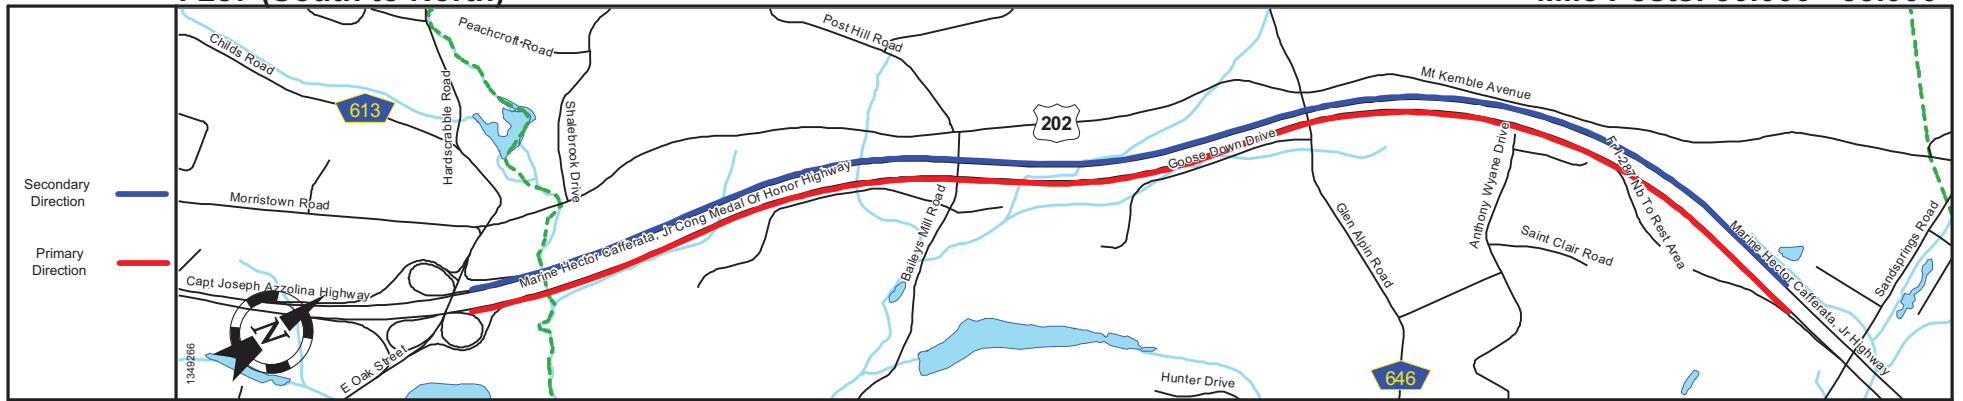 Secondary
Direction
Primary
Direction
Childs Road
613
Peachcroft Road
Hardscrabble Road
Shalebrook Drive
Morristown Road
Capt Joseph Azzolina Highway
N
1349266
E Oak Street
Marine Hector Cafferata, Jr Cong Medal Of Honor Highway
Post Hill Road
202
Baileys Mill Road
Goose Down Drive
Mt Kemble Avenue
Glen Alpin Road
Anthony Wyane Drive
Saint Clair Road
Fr I-287 Nb To Rest Area
Marine Hector Cafferata, Jr Highway
Sandsprings Road
Hunter Drive
646